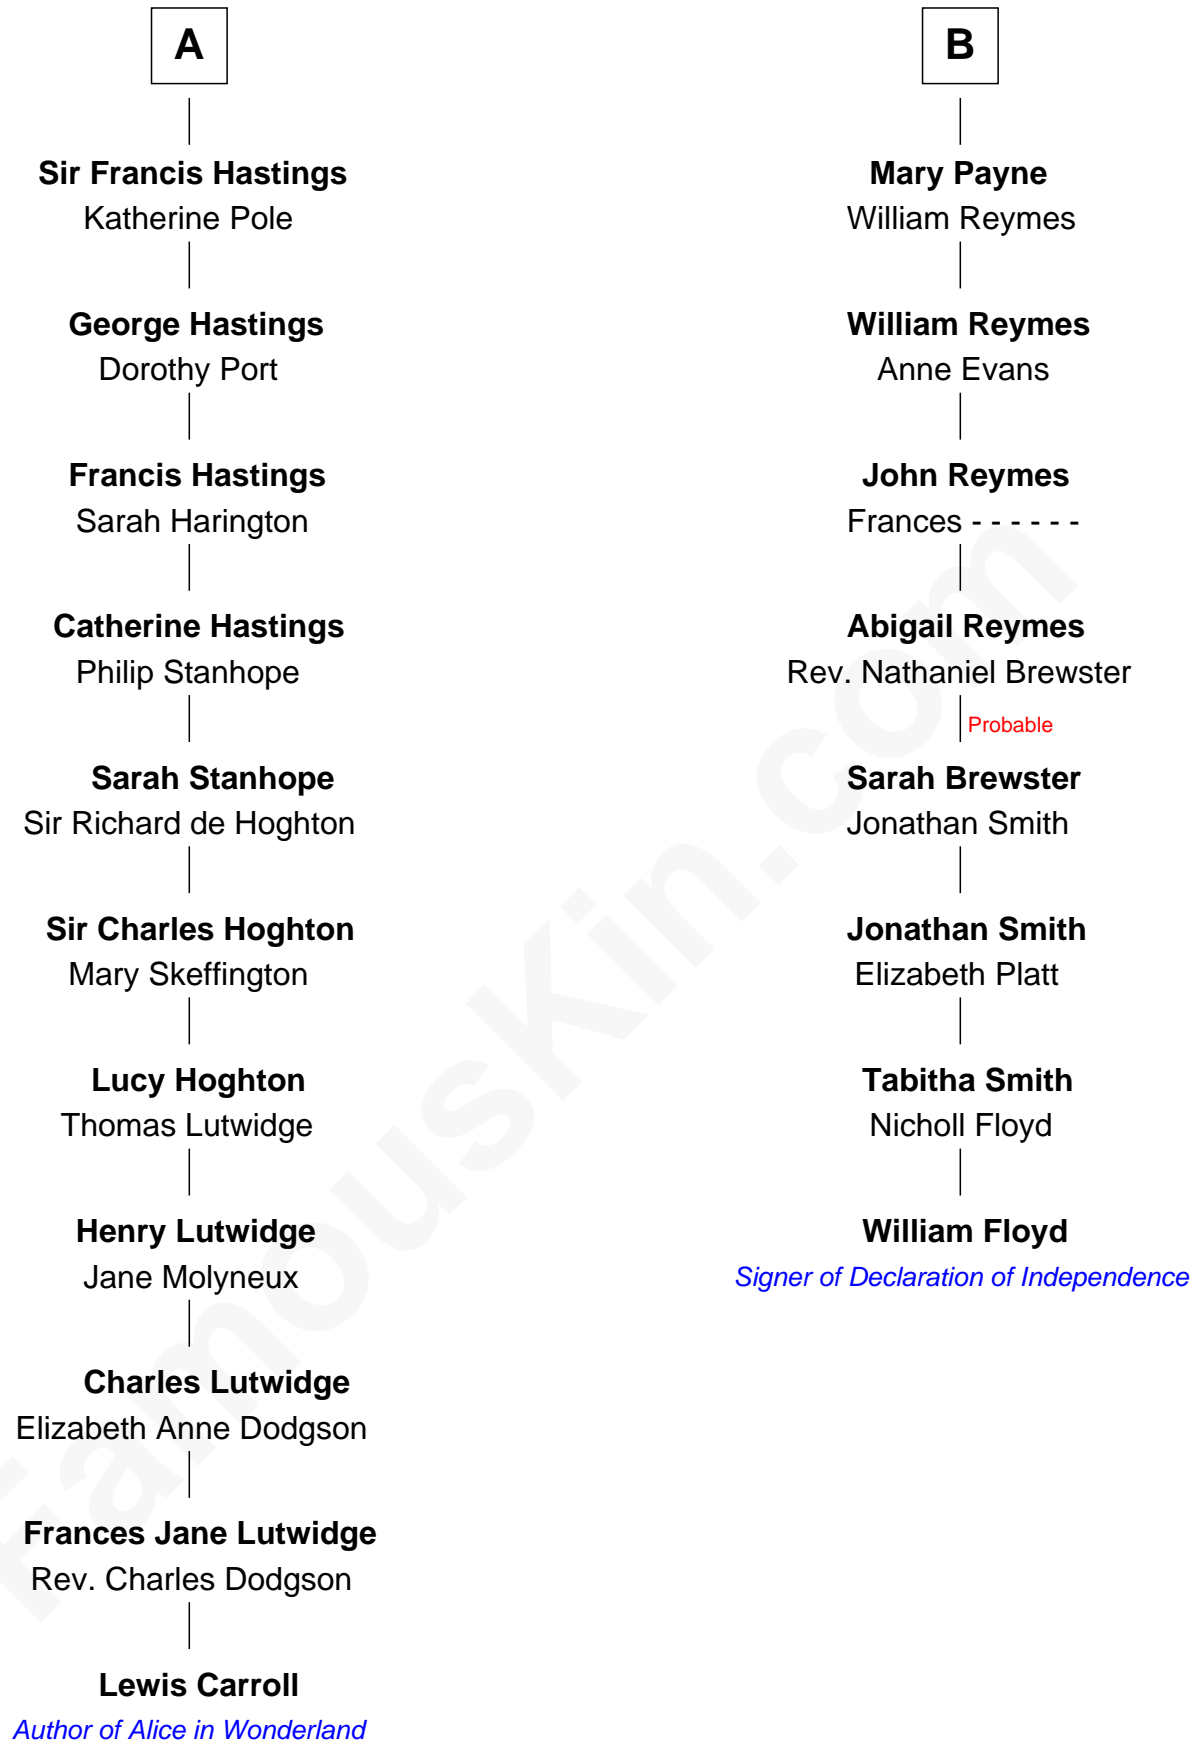 A
Sir Francis Hastings
Katherine Pole
George Hastings
Dorothy Port
Francis Hastings
Sarah Harington
Catherine Hastings
Philip Stanhope
Sarah Stanhope
Sir Richard de Hoghton
Sir Charles Hoghton
Mary Skeffington
Lucy Hoghton
Thomas Lutwidge
Henry Lutwidge
Jane Molyneux
Charles Lutwidge
Elizabeth Anne Dodgson
Frances Jane Lutwidge
Rev. Charles Dodgson
Lewis Carroll
Author of Alice in Wonderland
B
Mary Payne
William Reymes
William Reymes
Anne Evans
John Reymes
Frances - - - - - -
Abigail Reymes
Rev. Nathaniel Brewster
Probable
Sarah Brewster
Jonathan Smith
Jonathan Smith
Elizabeth Platt
Tabitha Smith
Nicholl Floyd
William Floyd
Signer of Declaration of Independence
FamousKin.com